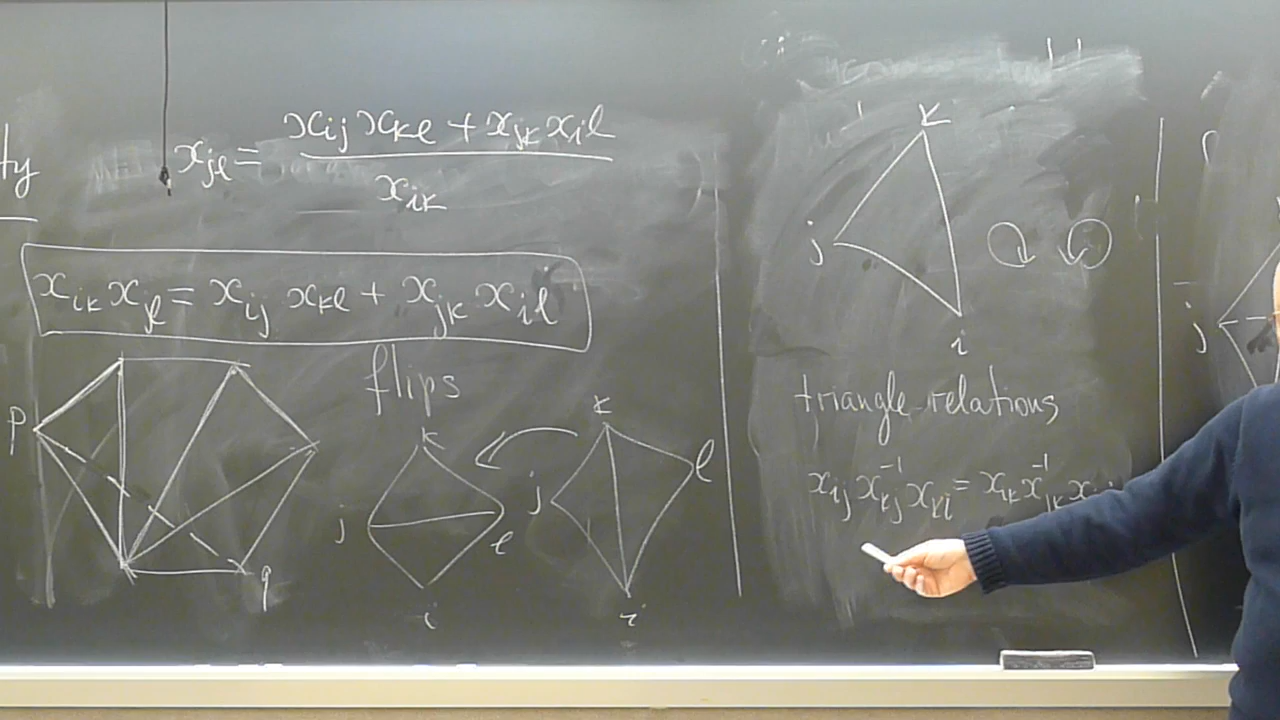 ty
x_{jl} = \frac{x_{ij} x_{kl} + x_{jk} x_{il}}{x_{ik}}
x_{ik} x_{jl} = x_{ij} x_{kl} + x_{jk} x_{il}
flips
p
q
k
j
l
i
k
j
l
i
k
j
i
triangle relations
x_{ij} x_{kj}^{-1} x_{ki} = x_{ik} x_{jk}^{-1}
j